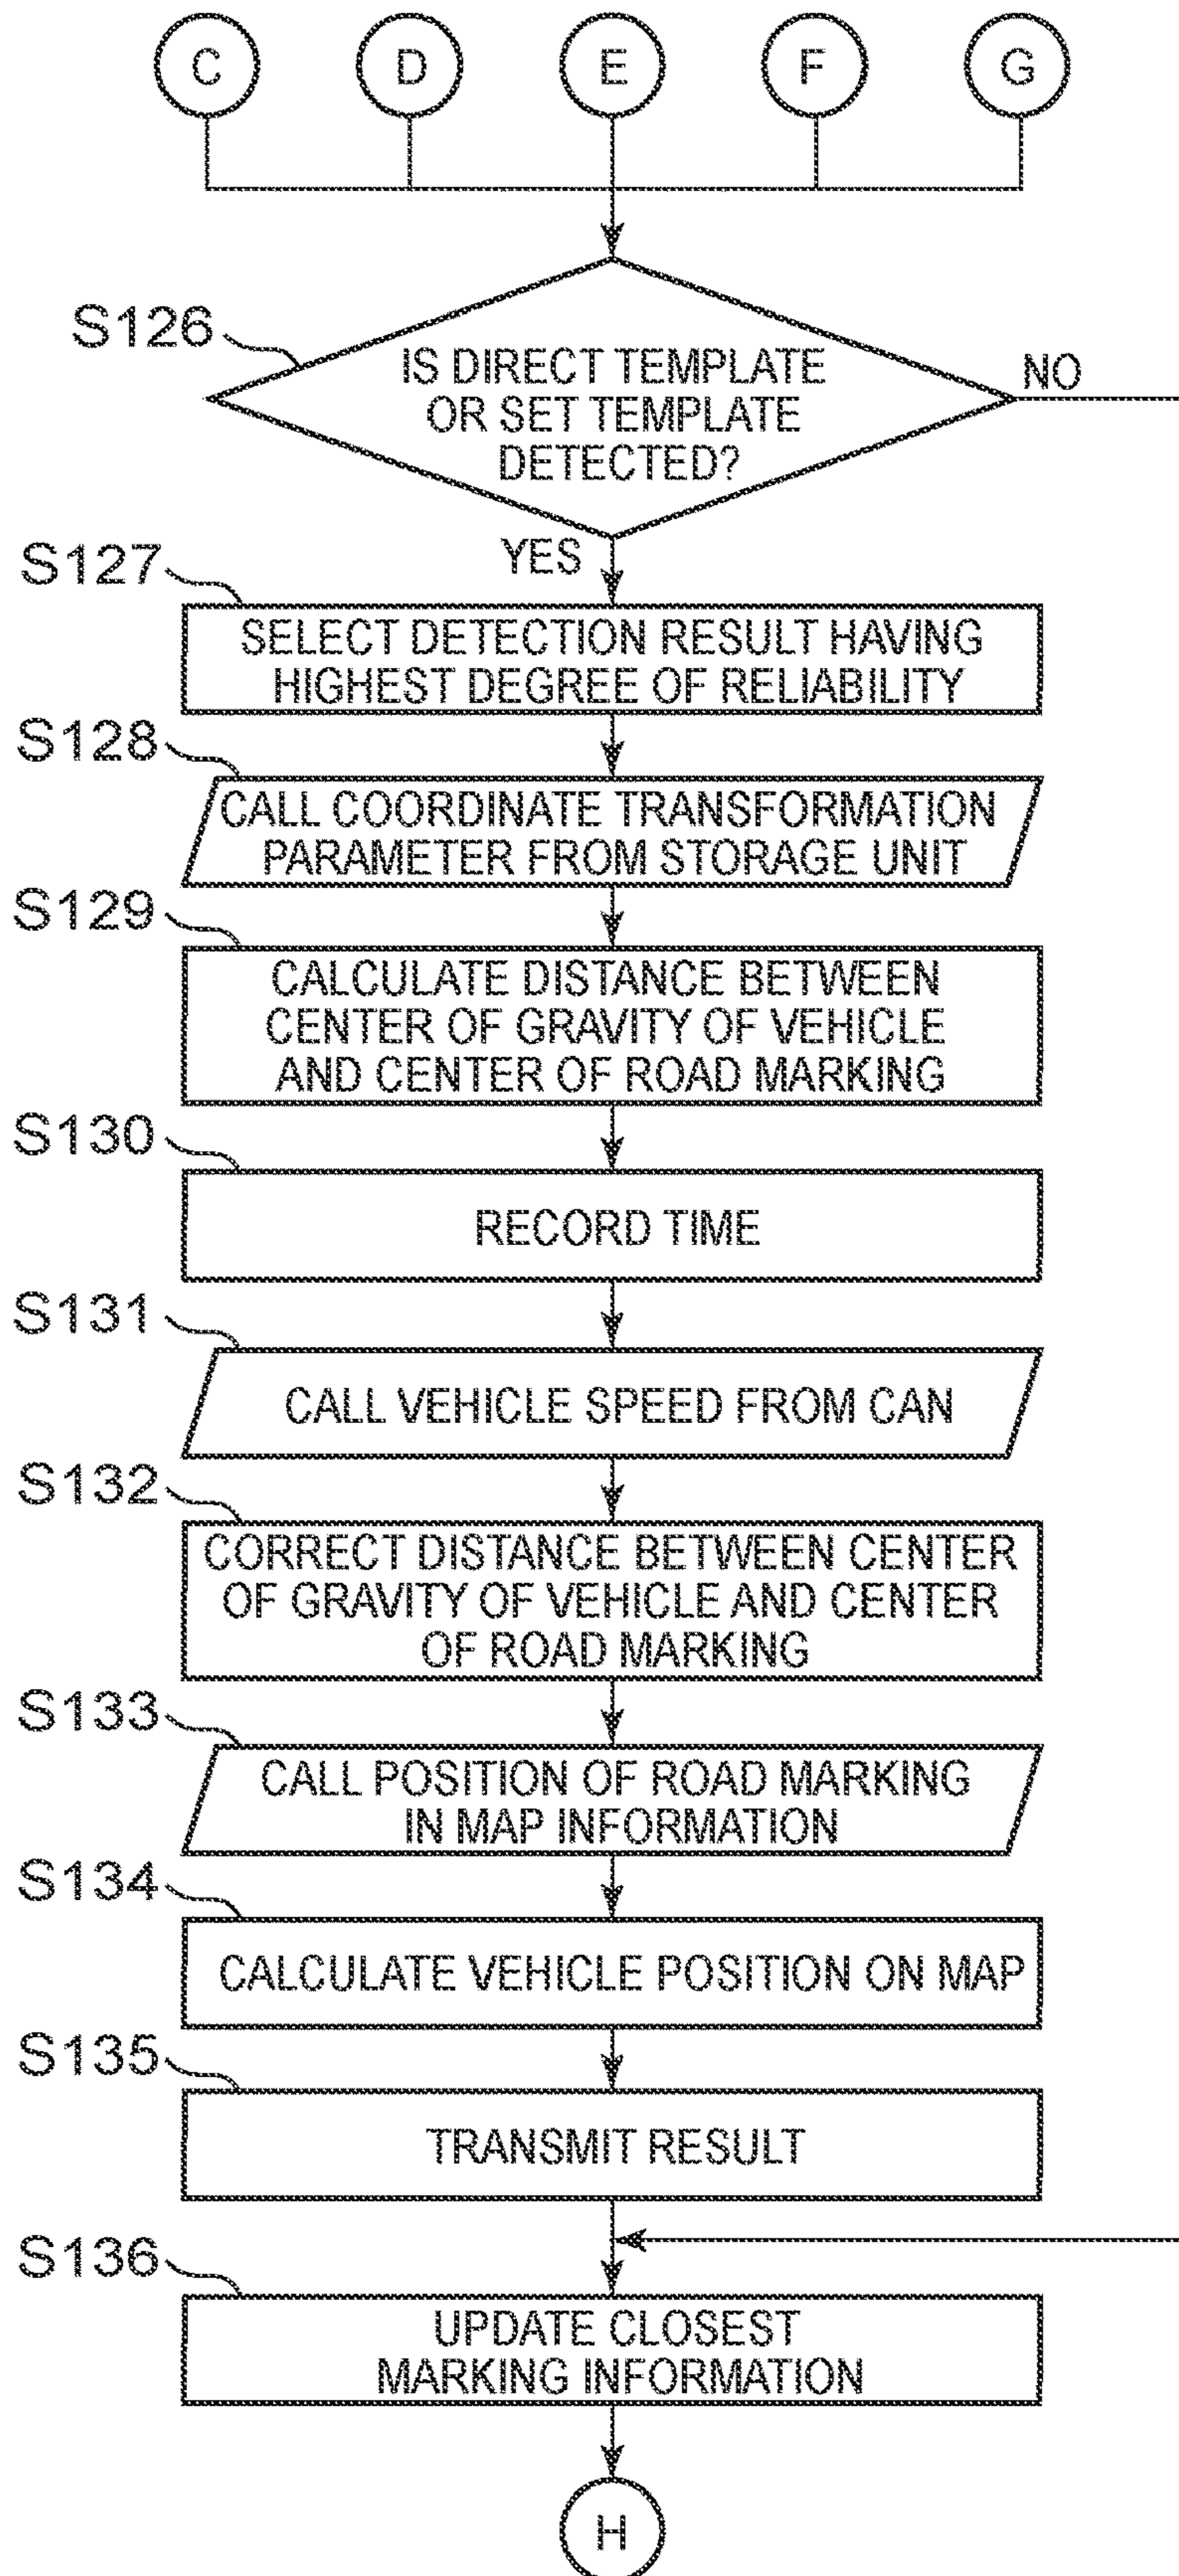 C D E F G
S126
IS DIRECT TEMPLATE
OR SET TEMPLATE
DETECTED?
NO
YES
S127
SELECT DETECTION RESULT HAVING
HIGHEST DEGREE OF RELIABILITY
S128
CALL COORDINATE TRANSFORMATION
PARAMETER FROM STORAGE UNIT
S129
CALCULATE DISTANCE BETWEEN
CENTER OF GRAVITY OF VEHICLE
AND CENTER OF ROAD MARKING
S130
RECORD TIME
S131
CALL VEHICLE SPEED FROM CAN
S132
CORRECT DISTANCE BETWEEN CENTER
OF GRAVITY OF VEHICLE AND CENTER
OF ROAD MARKING
S133
CALL POSITION OF ROAD MARKING
IN MAP INFORMATION
S134
CALCULATE VEHICLE POSITION ON MAP
S135
TRANSMIT RESULT
S136
UPDATE CLOSEST
MARKING INFORMATION
H